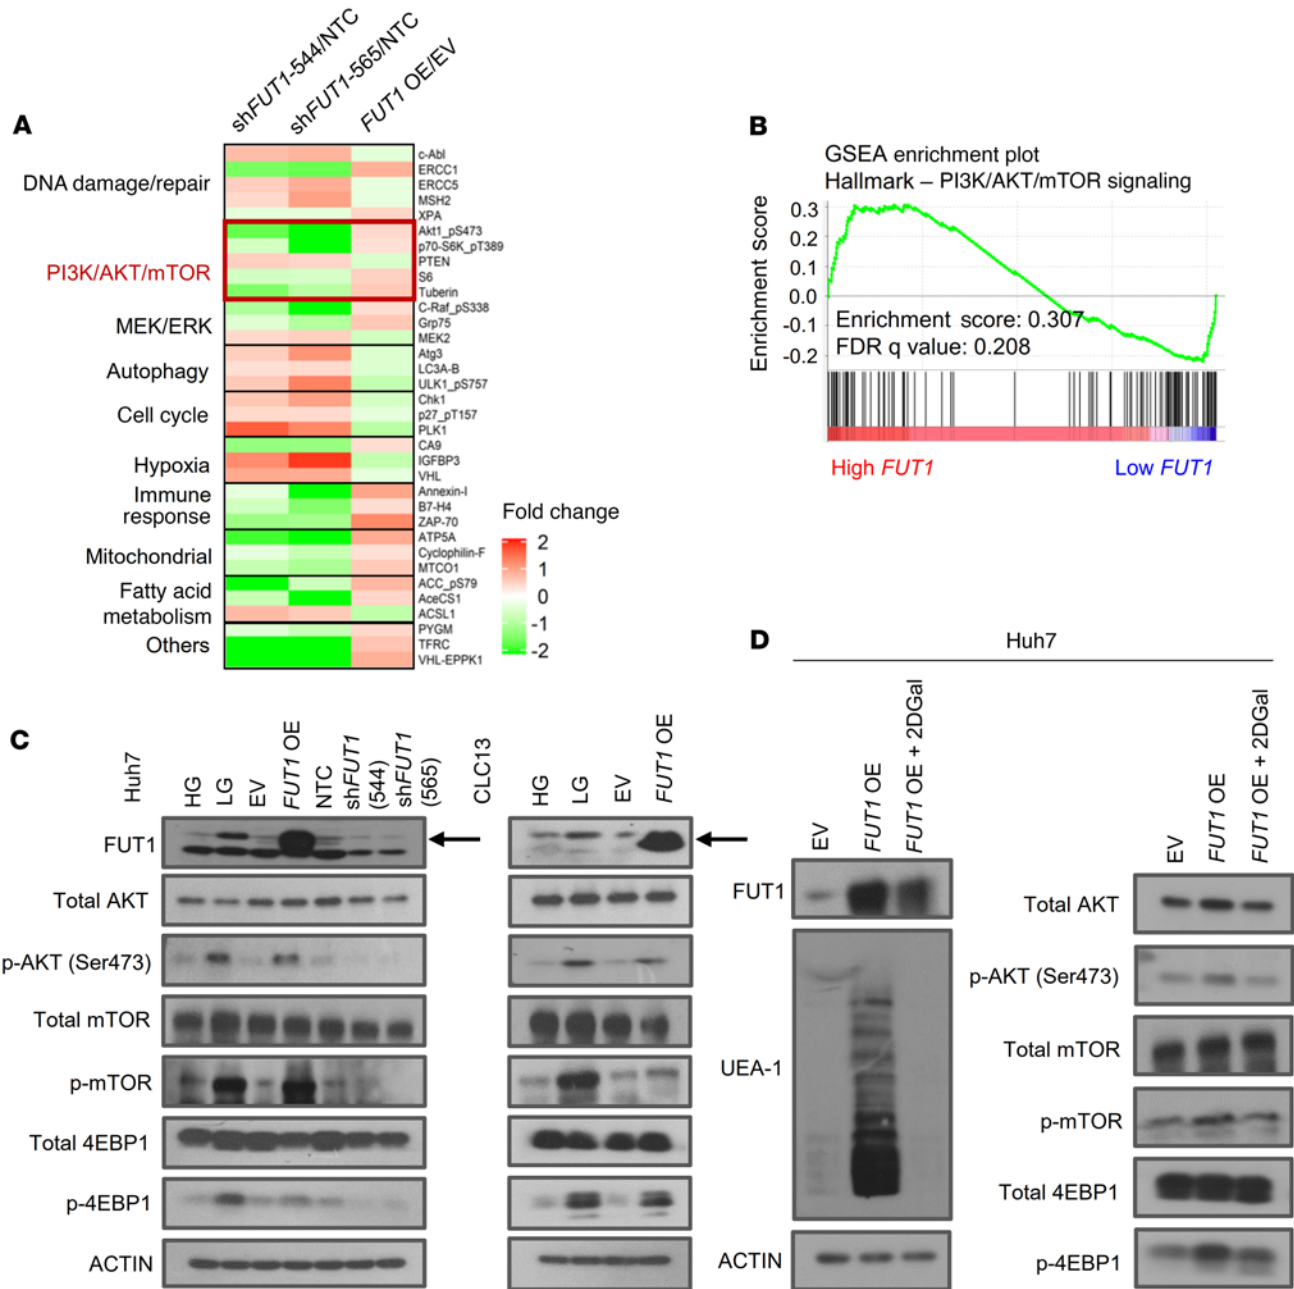 A
shFUT1-544/NTC
shFUT1-565/NTC
FUT1 OE/EV
DNA damage/repair
PI3K/AKT/mTOR
MEK/ERK
Autophagy
Cell cycle
Hypoxia
Immune
response
Mitochondrial
Fatty acid
metabolism
Others
c-Abl
ERCC1
ERCC5
MSH2
XPA
Akt1_pS473
p70-S6K_pT389
PTEN
S6
Tuberin
C-Raf_pS338
Grp75
MEK2
Atg3
LC3A-B
ULK1_pS757
Chk1
p27_pT157
PLK1
CA9
IGFBP3
VHL
Annexin-I
B7-H4
ZAP-70
ATP5A
Cyclophilin-F
MTCO1
ACC_pS79
AceCS1
ACSL1
PYGM
TFRC
VHL-EPPK1
Fold change
2
1
0
-1
-2
B
GSEA enrichment plot
Hallmark – PI3K/AKT/mTOR signaling
Enrichment score
0.3
0.2
0.1
0.0
-0.1
-0.2
Enrichment score: 0.307
FDR q value: 0.208
High FUT1
Low FUT1
C
Huh7
HG
LG
EV
FUT1 OE
NTC
shFUT1
(544)
shFUT1
(565)
CLC13
HG
LG
EV
FUT1 OE
FUT1
Total AKT
p-AKT (Ser473)
Total mTOR
p-mTOR
Total 4EBP1
p-4EBP1
ACTIN
D
Huh7
EV
FUT1 OE
FUT1 OE + 2DGal
FUT1
UEA-1
ACTIN
EV
FUT1 OE
FUT1 OE + 2DGal
Total AKT
p-AKT (Ser473)
Total mTOR
p-mTOR
Total 4EBP1
p-4EBP1